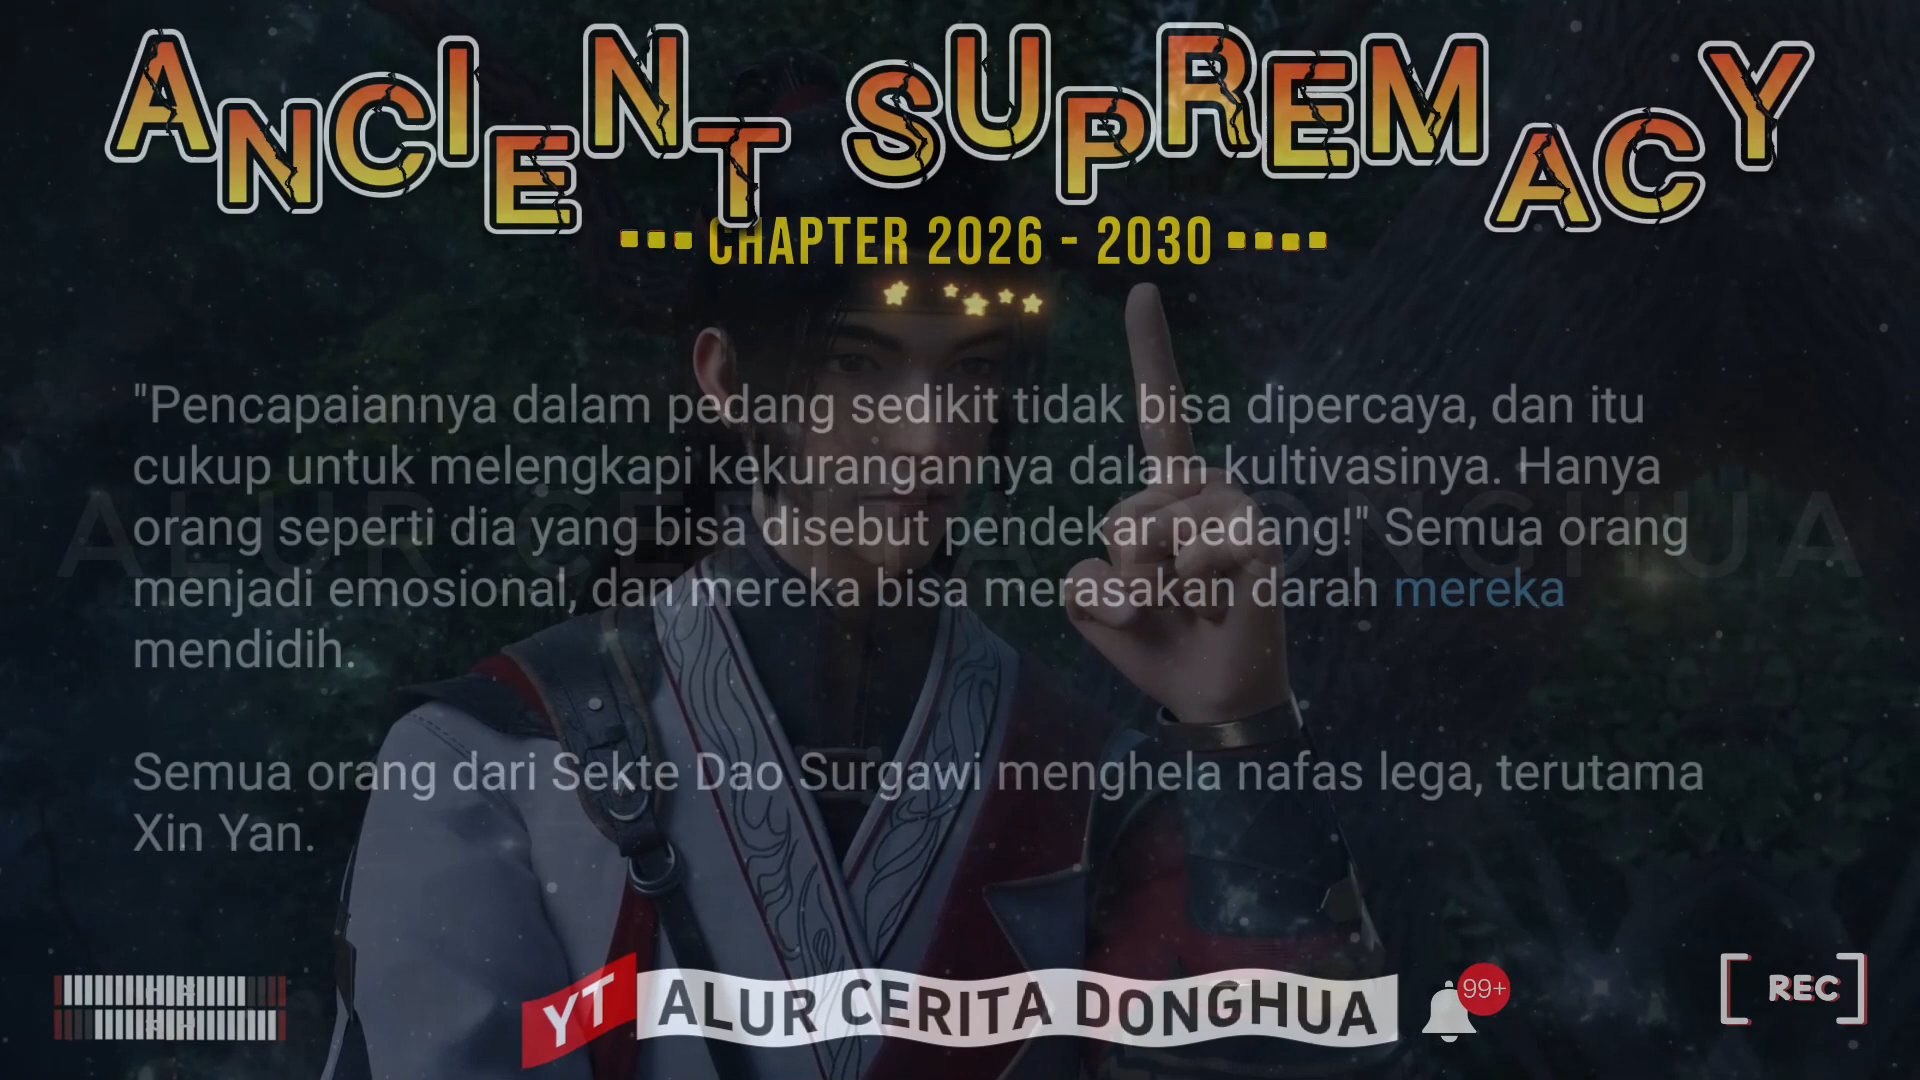 ANCIENT SUPREMACY
CHAPTER 2026 - 2030
"Pencapaiannya dalam pedang sedikit tidak bisa dipercaya, dan itu
cukup untuk melengkapi kekurangannya dalam kultivasinya. Hanya
orang seperti dia yang bisa disebut pendekar pedang!" Semua orang
menjadi emosional, dan mereka bisa merasakan darah mereka
mendidih.
Semua orang dari Sekte Dao Surgawi menghela nafas lega, terutama
Xin Yan.
ALUR CERITA DONGHUA
YT ALUR CERITA DONGHUA
99+
REC